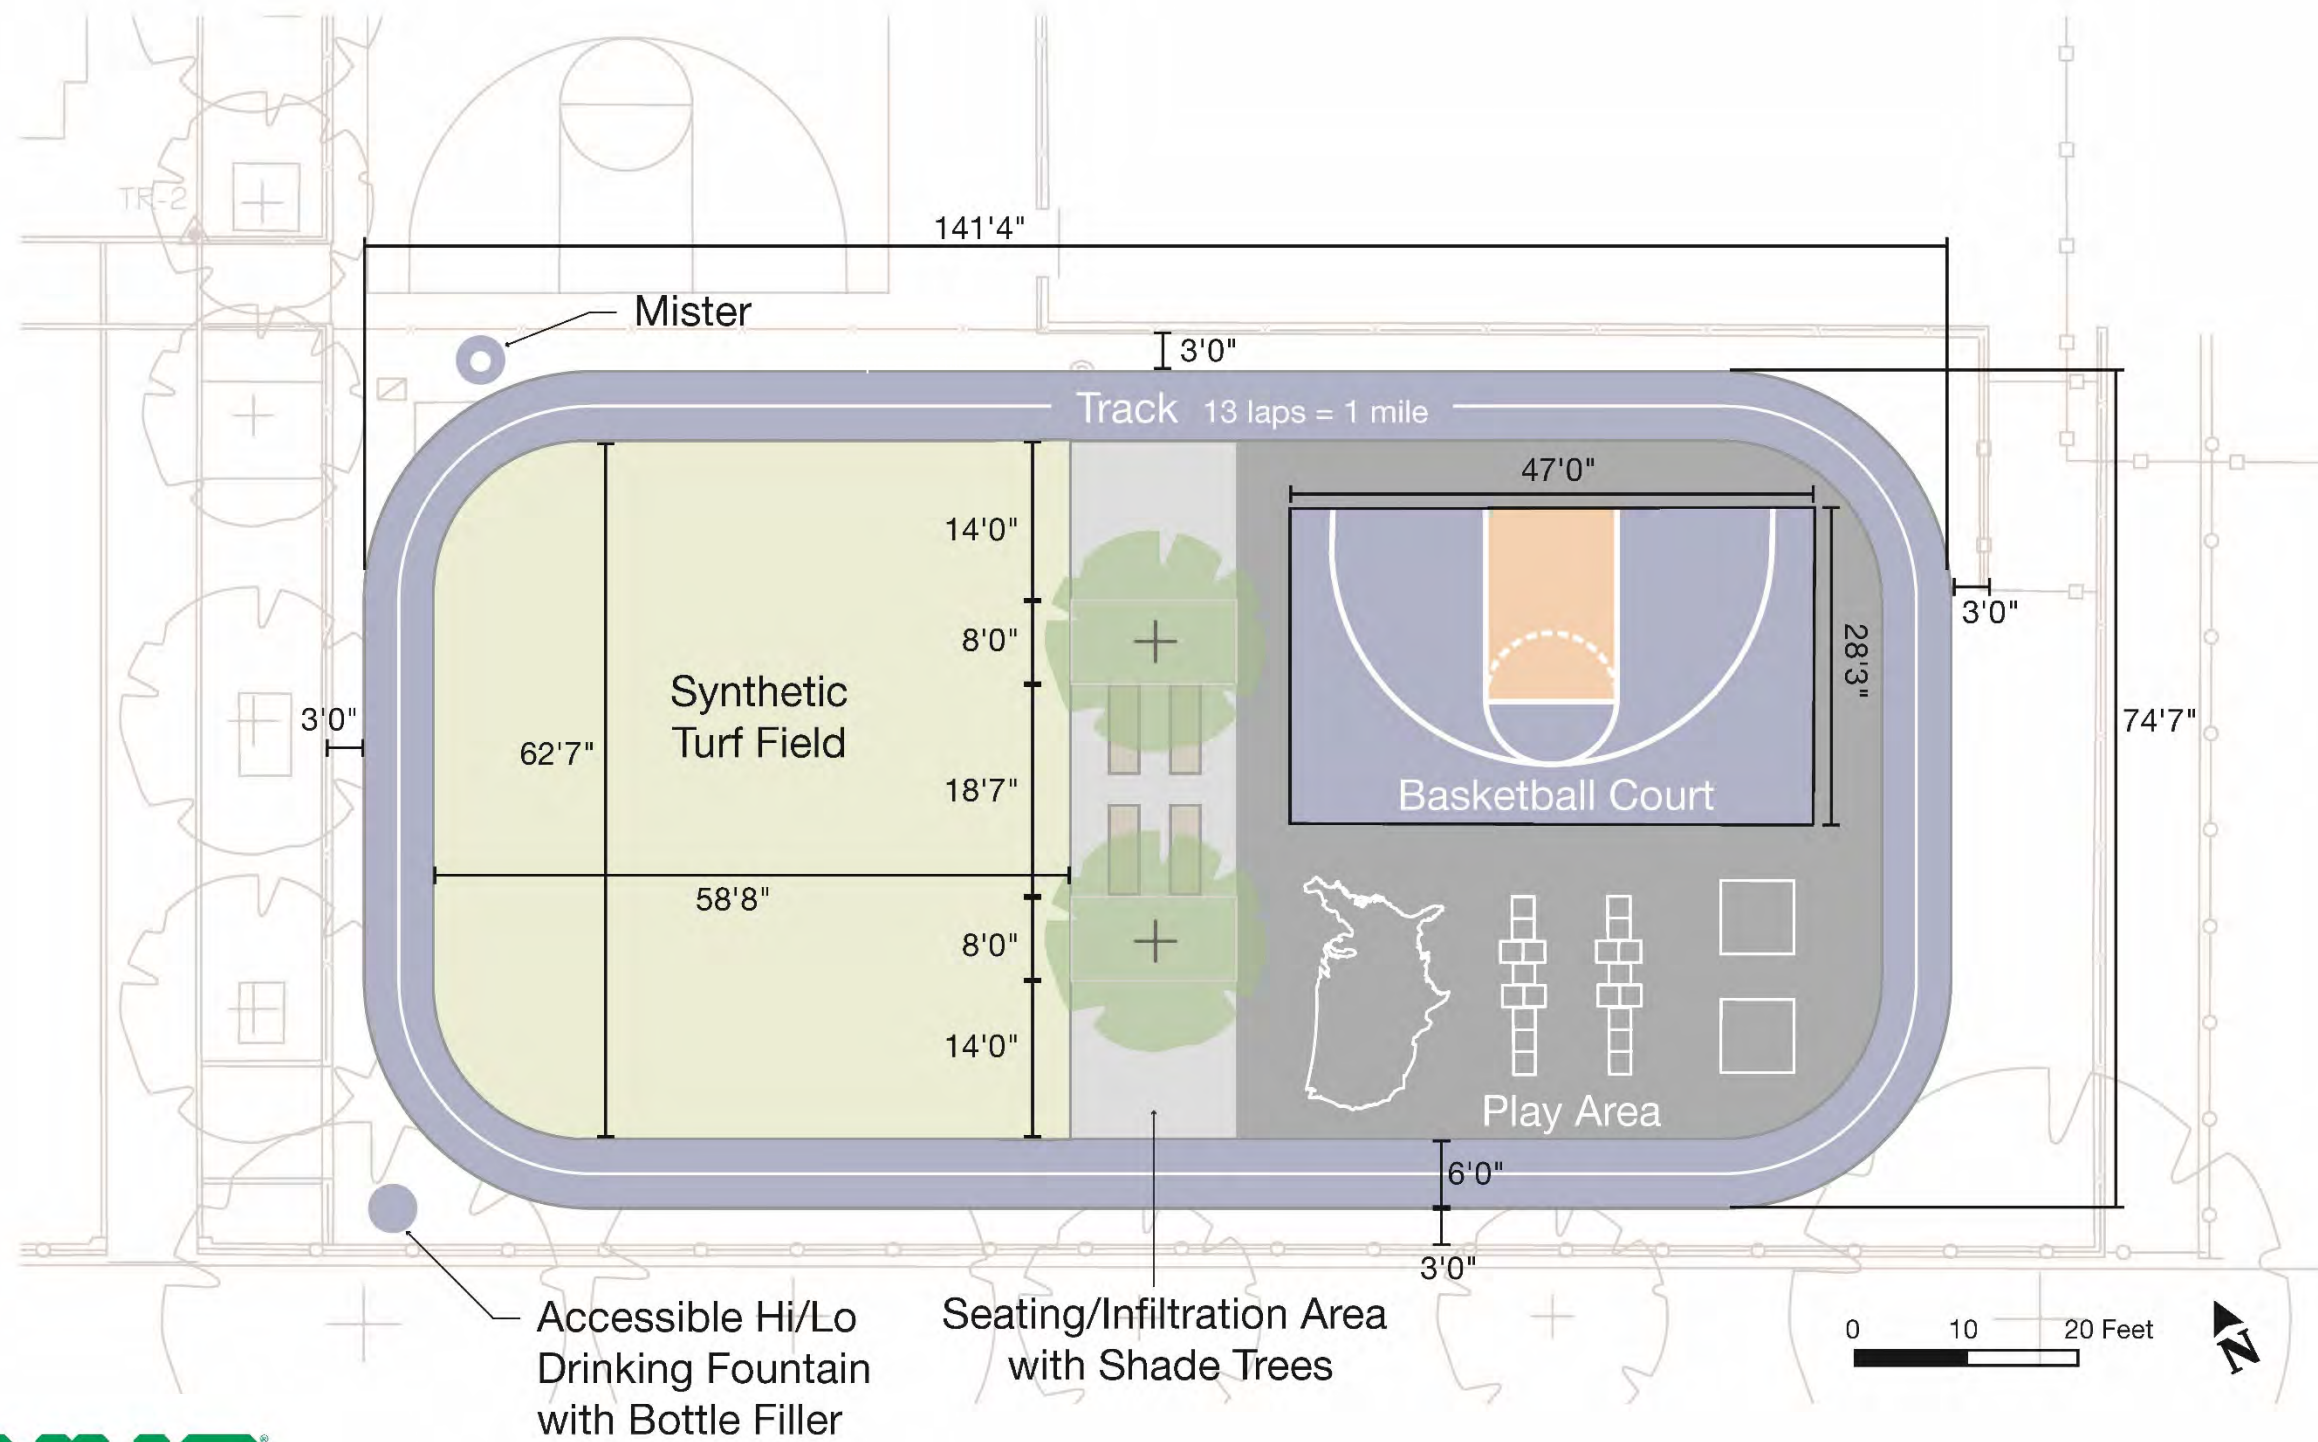 TR-2
141'4"
Mister
3'0"
Track 13 laps = 1 mile
47'0"
14'0"
8'0"
3'0"
28'3"
Synthetic
Turf Field
3'0"
62'7"
74'7"
18'7"
Basketball Court
58'8"
8'0"
14'0"
Play Area
6'0"
3'0"
Accessible Hi/Lo
Drinking Fountain
with Bottle Filler
Seating/Infiltration Area
with Shade Trees
0 10 20 Feet
N
®